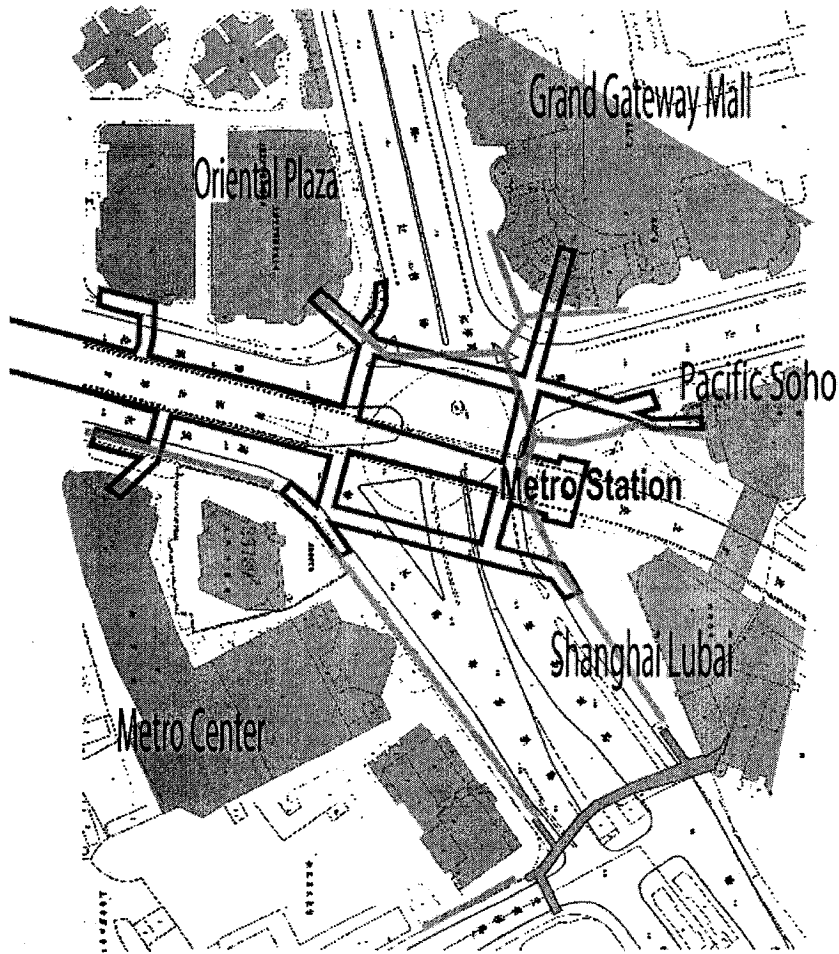 Grand Gateway Mall
Oriental Plaza
Pacific Soho
Metro Station
Shanghai Lubai
Metro Center